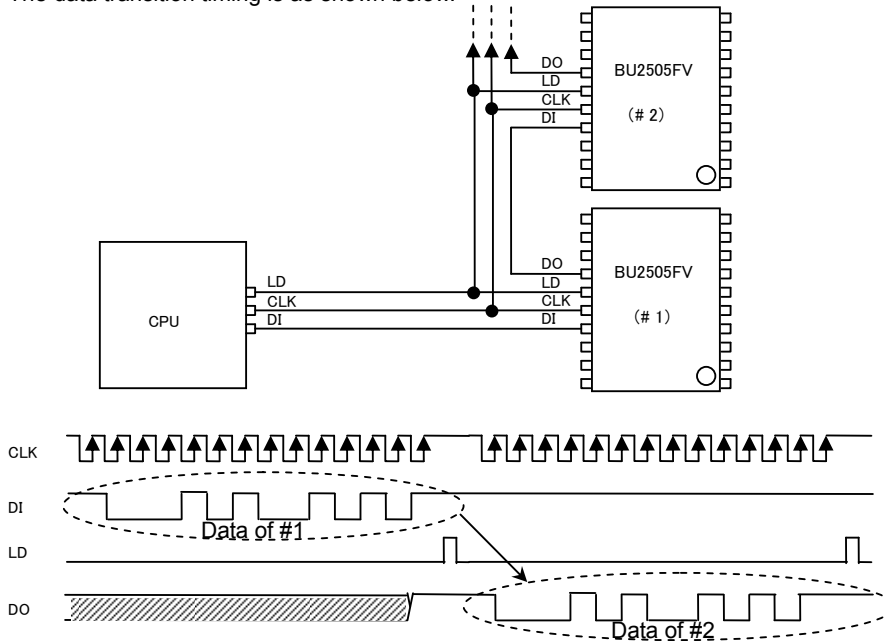 The data transition timing is as shown below.
DO
LD
CLK
DI
BU2505FV
(# 2)
DO
LD
CLK
DI
BU2505FV
(# 1)
CPU
LD
CLK
DI
CLK
DI
Data of #1
LD
DO
Data of #2